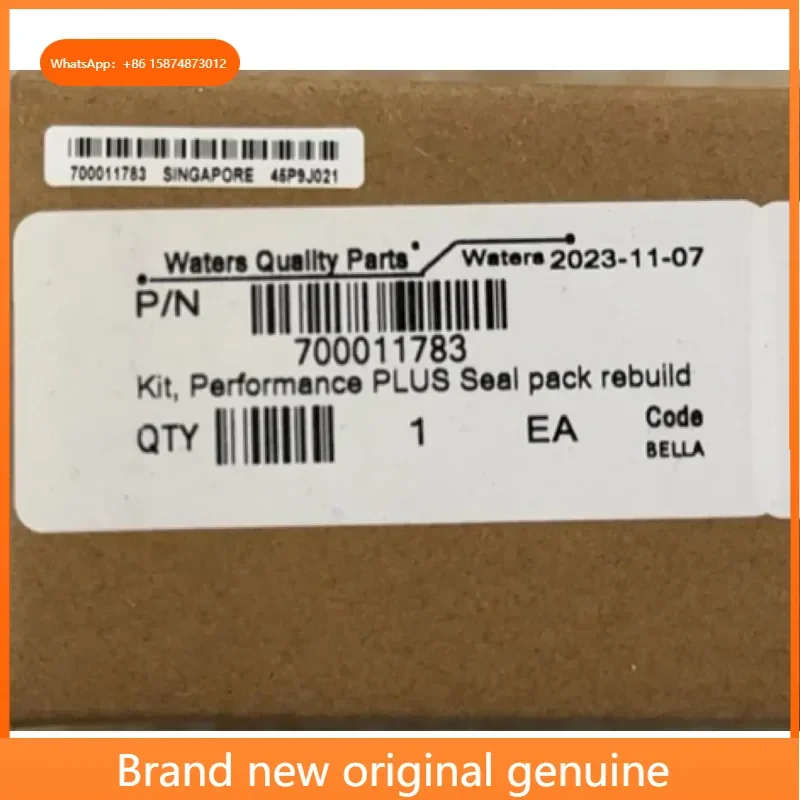 WhatsApp: +86 15874873012
700011783 SINGAPORE 45P9J021
Waters Quality Parts Waters 2023-11-07
P/N
700011783
Kit, Performance PLUS Seal pack rebuild
QTY 1 EA Code
BELLA
Brand new original genuine